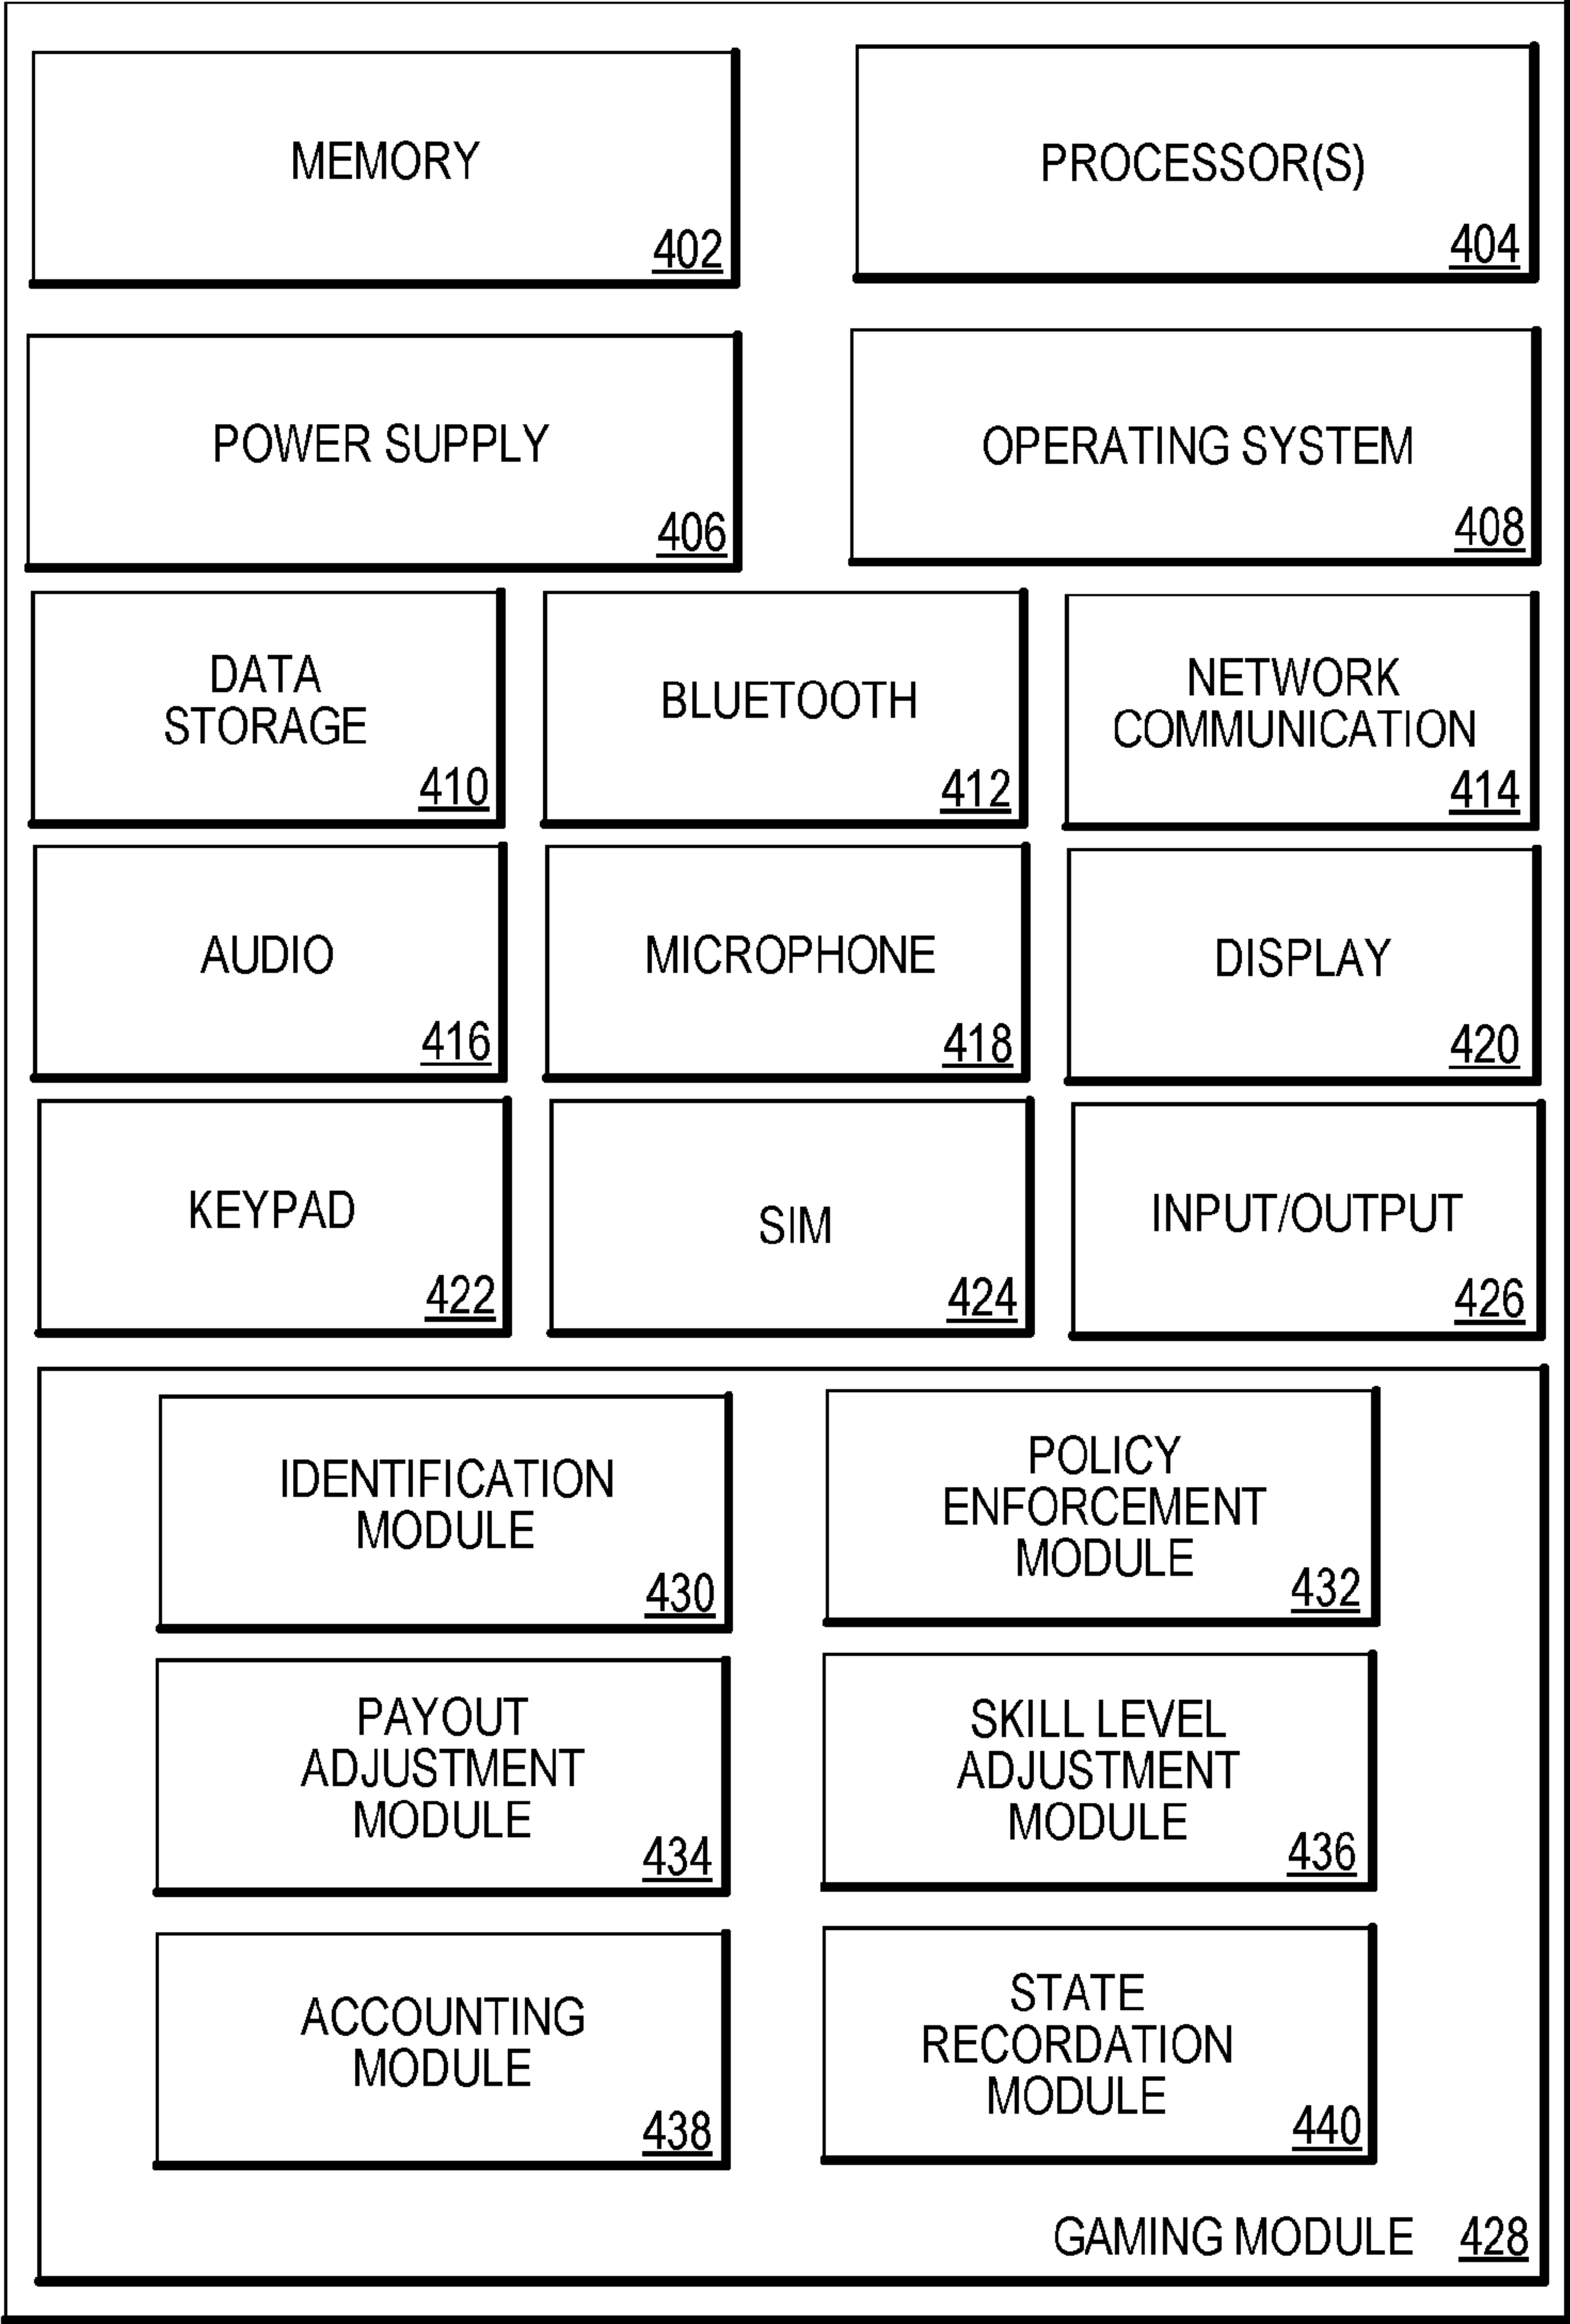 MEMORY
402
PROCESSOR(S)
404
POWER SUPPLY
406
OPERATING SYSTEM
408
DATA
STORAGE
410
BLUETOOTH
412
NETWORK
COMMUNICATION
414
AUDIO
416
MICROPHONE
418
DISPLAY
420
KEYPAD
422
SIM
424
INPUT/OUTPUT
426
IDENTIFICATION
MODULE
430
POLICY
ENFORCEMENT
MODULE
432
PAYOUT
ADJUSTMENT
MODULE
434
SKILL LEVEL
ADJUSTMENT
MODULE
436
ACCOUNTING
MODULE
438
STATE
RECORDATION
MODULE
440
GAMING MODULE 428